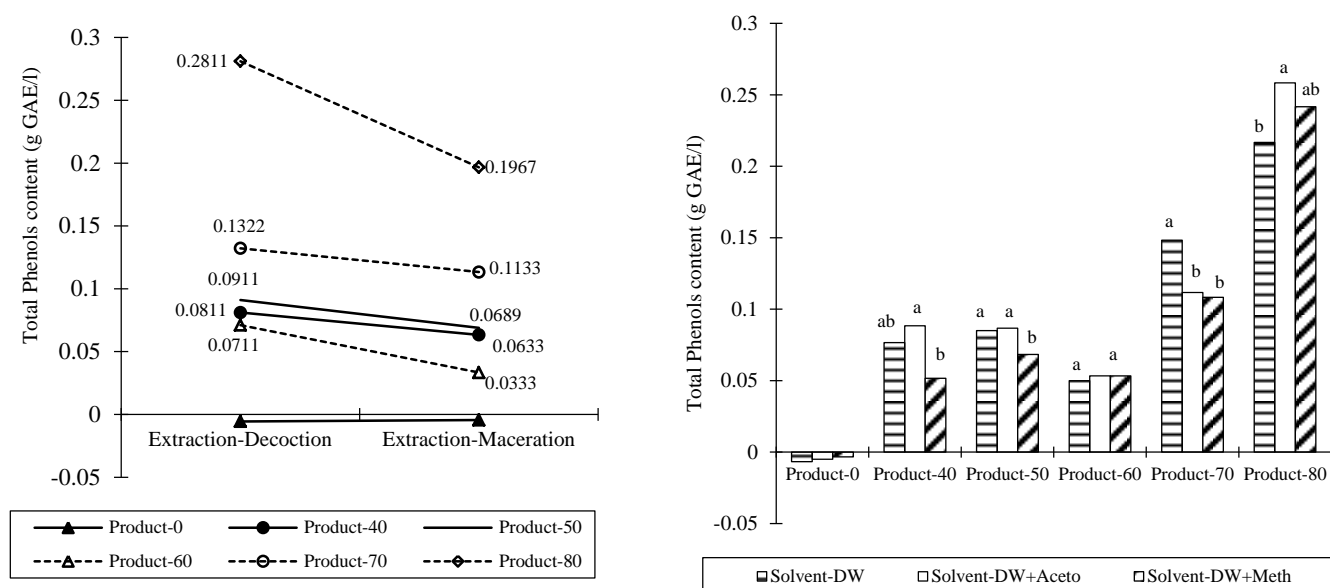 Total Phenols content (g GAE/l)
0.3
0.25
0.2
0.15
0.1
0.05
0
-0.05
0.2811
0.1967
0.1322
0.1133
0.0911
0.0811
0.0689
0.0711
0.0633
0.0333
Extraction-Decoction Extraction-Maceration
Product-0 Product-40 Product-50
Product-60 Product-70 Product-80
Total Phenols content (g GAE/l)
0.3
0.25
0.2
0.15
0.1
0.05
0
-0.05
ab a b
a a b
a a
a b b
b a ab
Product-0 Product-40 Product-50 Product-60 Product-70 Product-80
Solvent-DW Solvent-DW+Aceto Solvent-DW+Meth